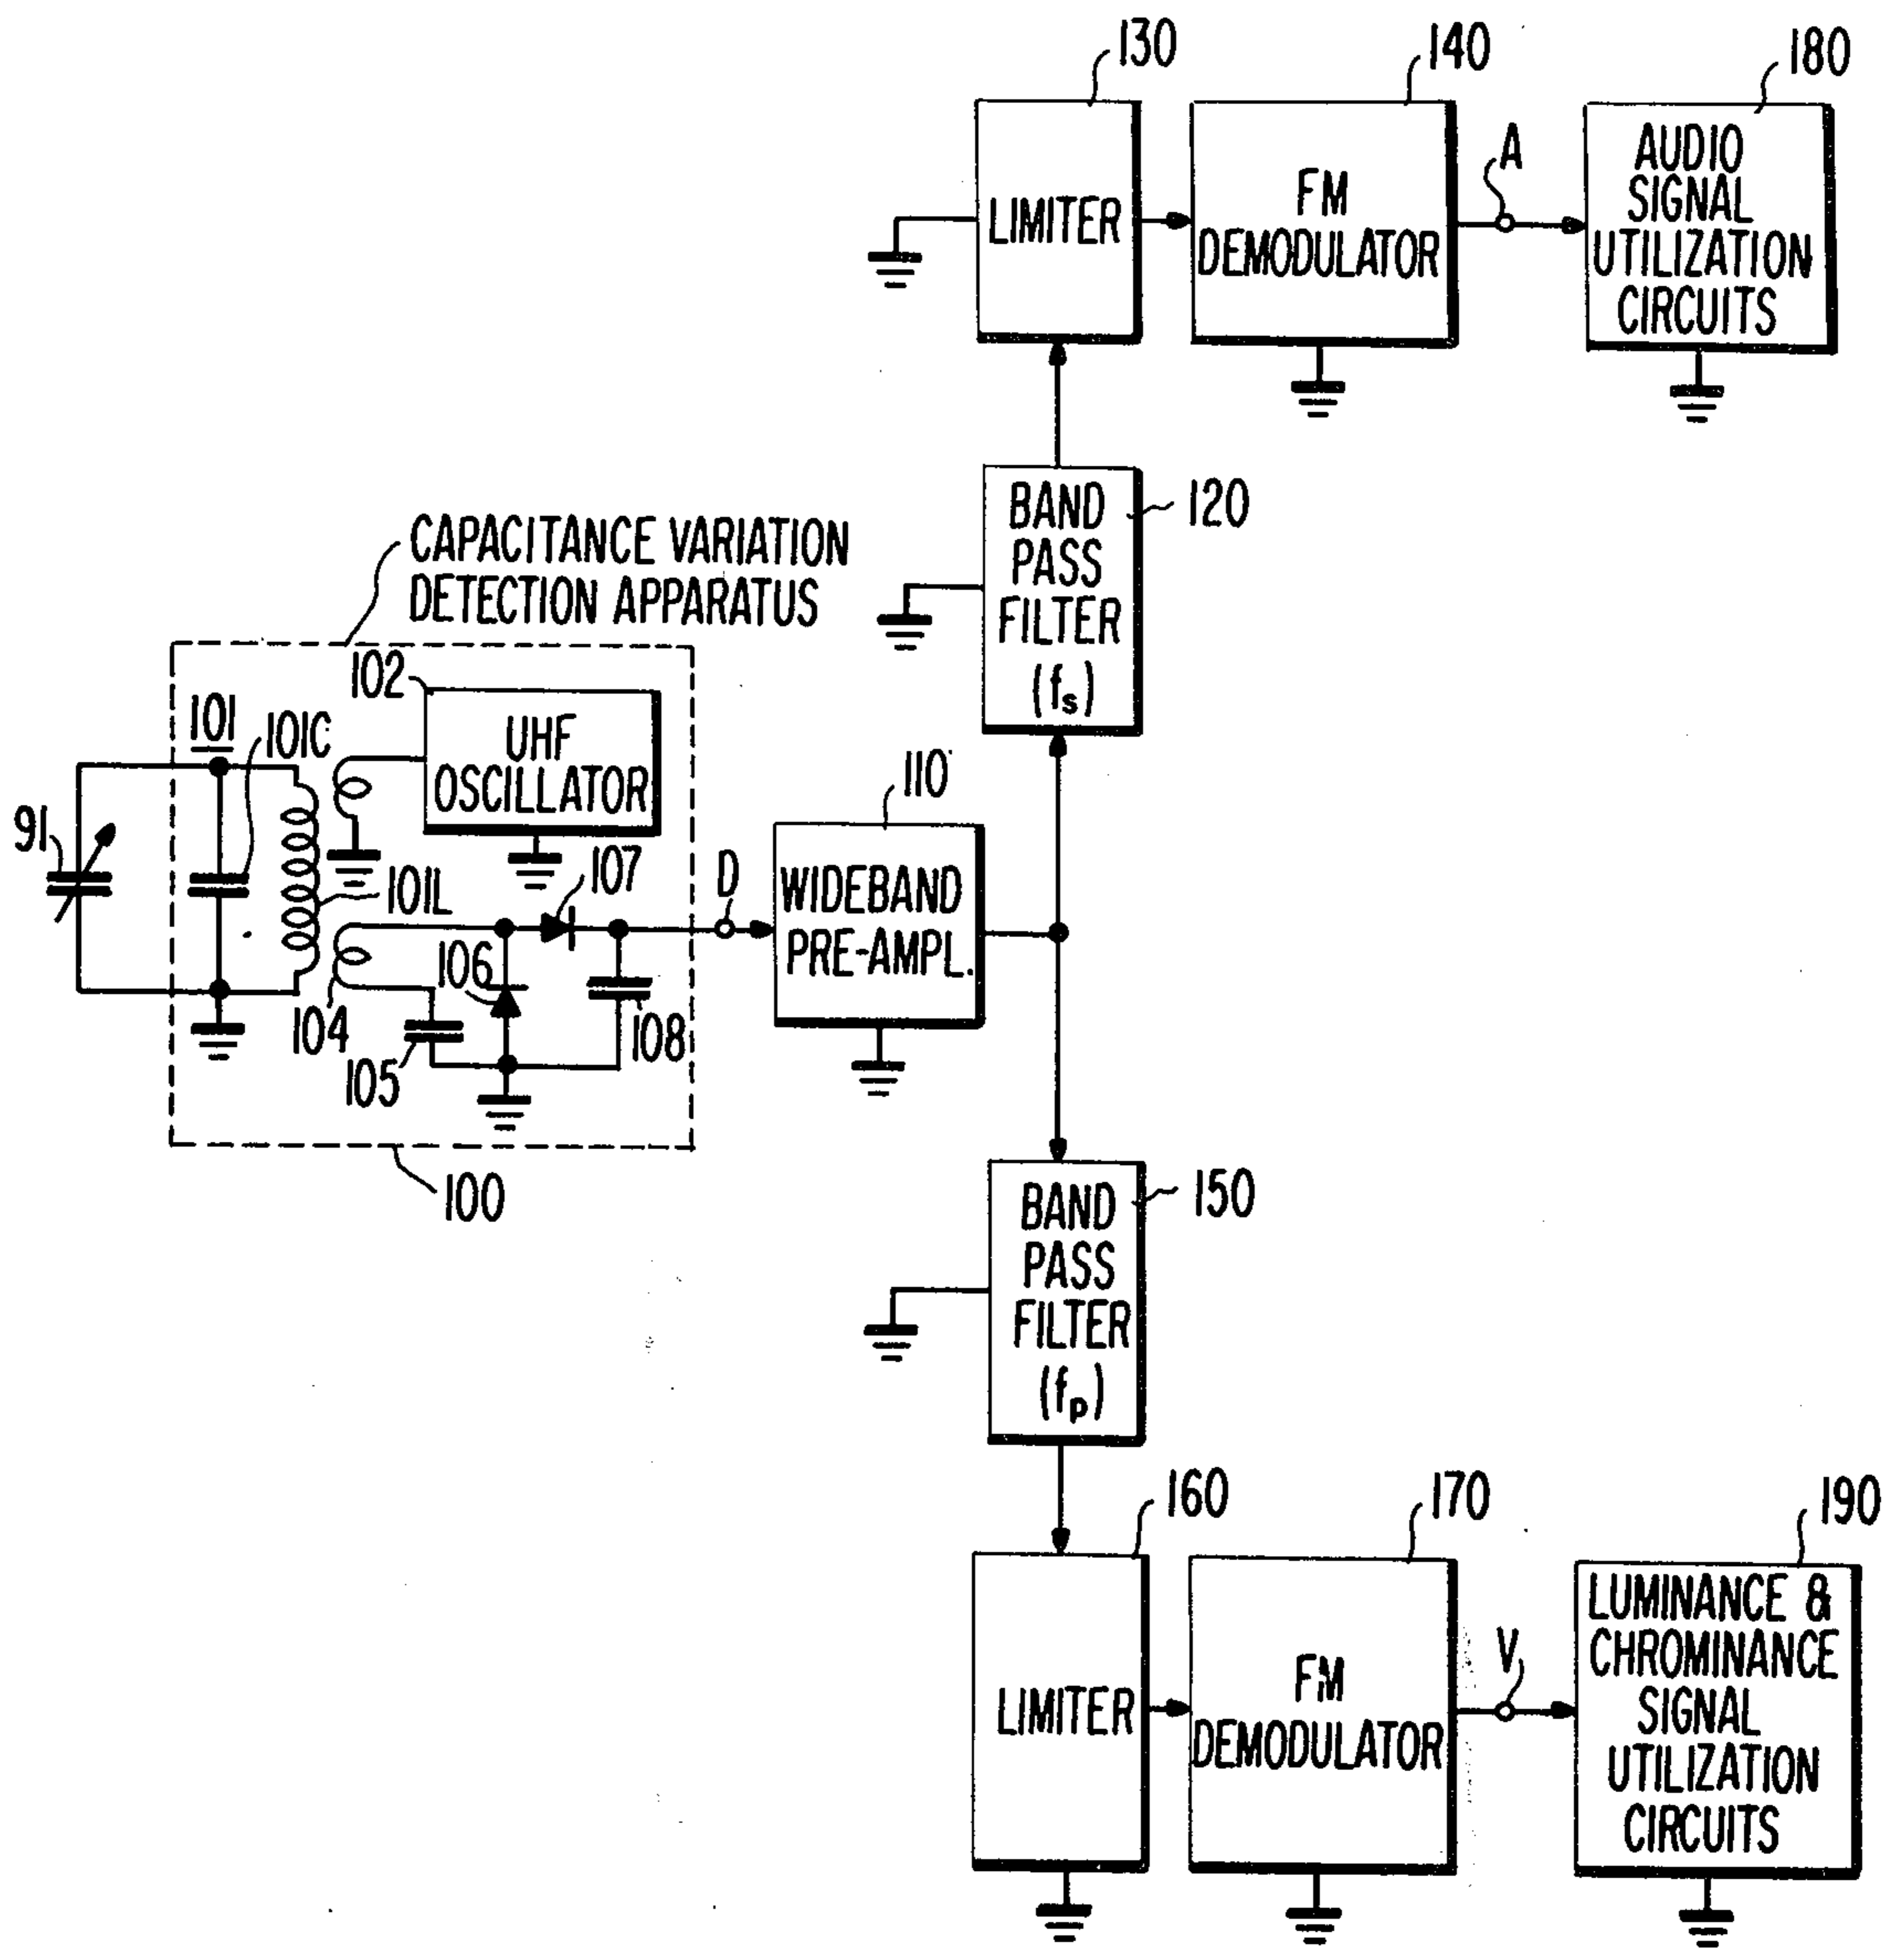 130
140
180
LIMITER
FM
DEMODULATOR
A
AUDIO
SIGNAL
UTILIZATION
CIRCUITS
BAND
PASS
FILTER
(fs)
120
CAPACITANCE VARIATION
DETECTION APPARATUS
102
UHF
OSCILLATOR
101
101C
91
101L
107
106
104
105
108
100
D
110
WIDEBAND
PRE-AMPL.
BAND
PASS
FILTER
(fp)
150
160
170
190
LIMITER
FM
DEMODULATOR
V
LUMINANCE &
CHROMINANCE
SIGNAL
UTILIZATION
CIRCUITS